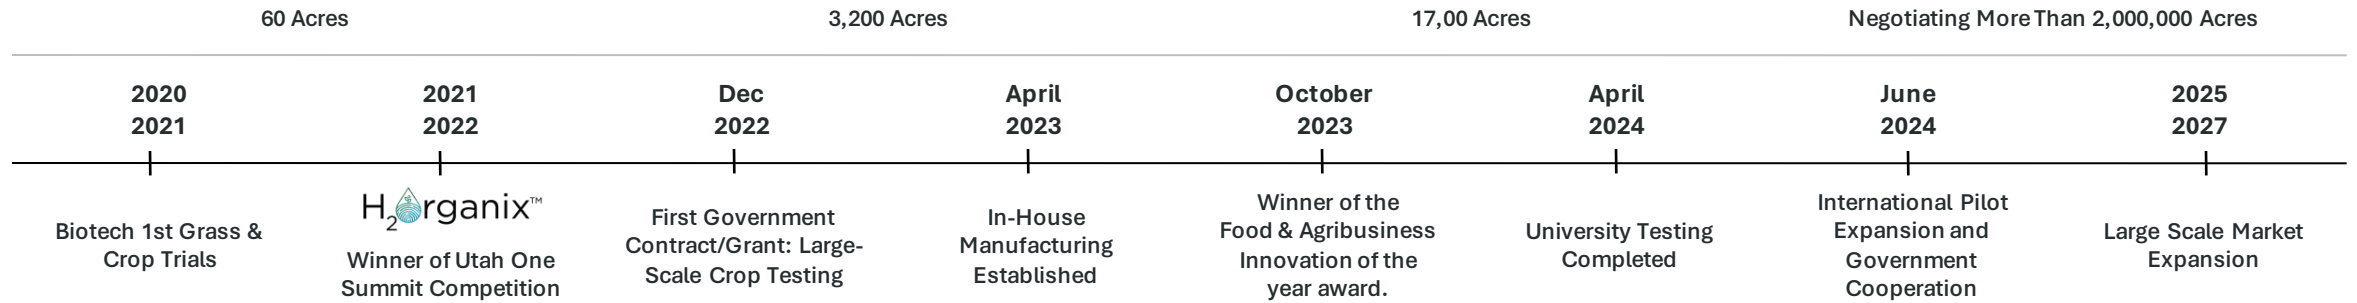 60 Acres
3,200 Acres
17,00 Acres
Negotiating More Than 2,000,000 Acres
2020
2021
2021
2022
Dec
2022
April
2023
October
2023
April
2024
June
2024
2025
2027
Biotech 1st Grass &
Crop Trials
H2Organix™
Winner of Utah One
Summit Competition
First Government
Contract/Grant: Large-
Scale Crop Testing
In-House
Manufacturing
Established
Winner of the
Food & Agribusiness
Innovation of the
year award.
University Testing
Completed
International Pilot
Expansion and
Government
Cooperation
Large Scale Market
Expansion